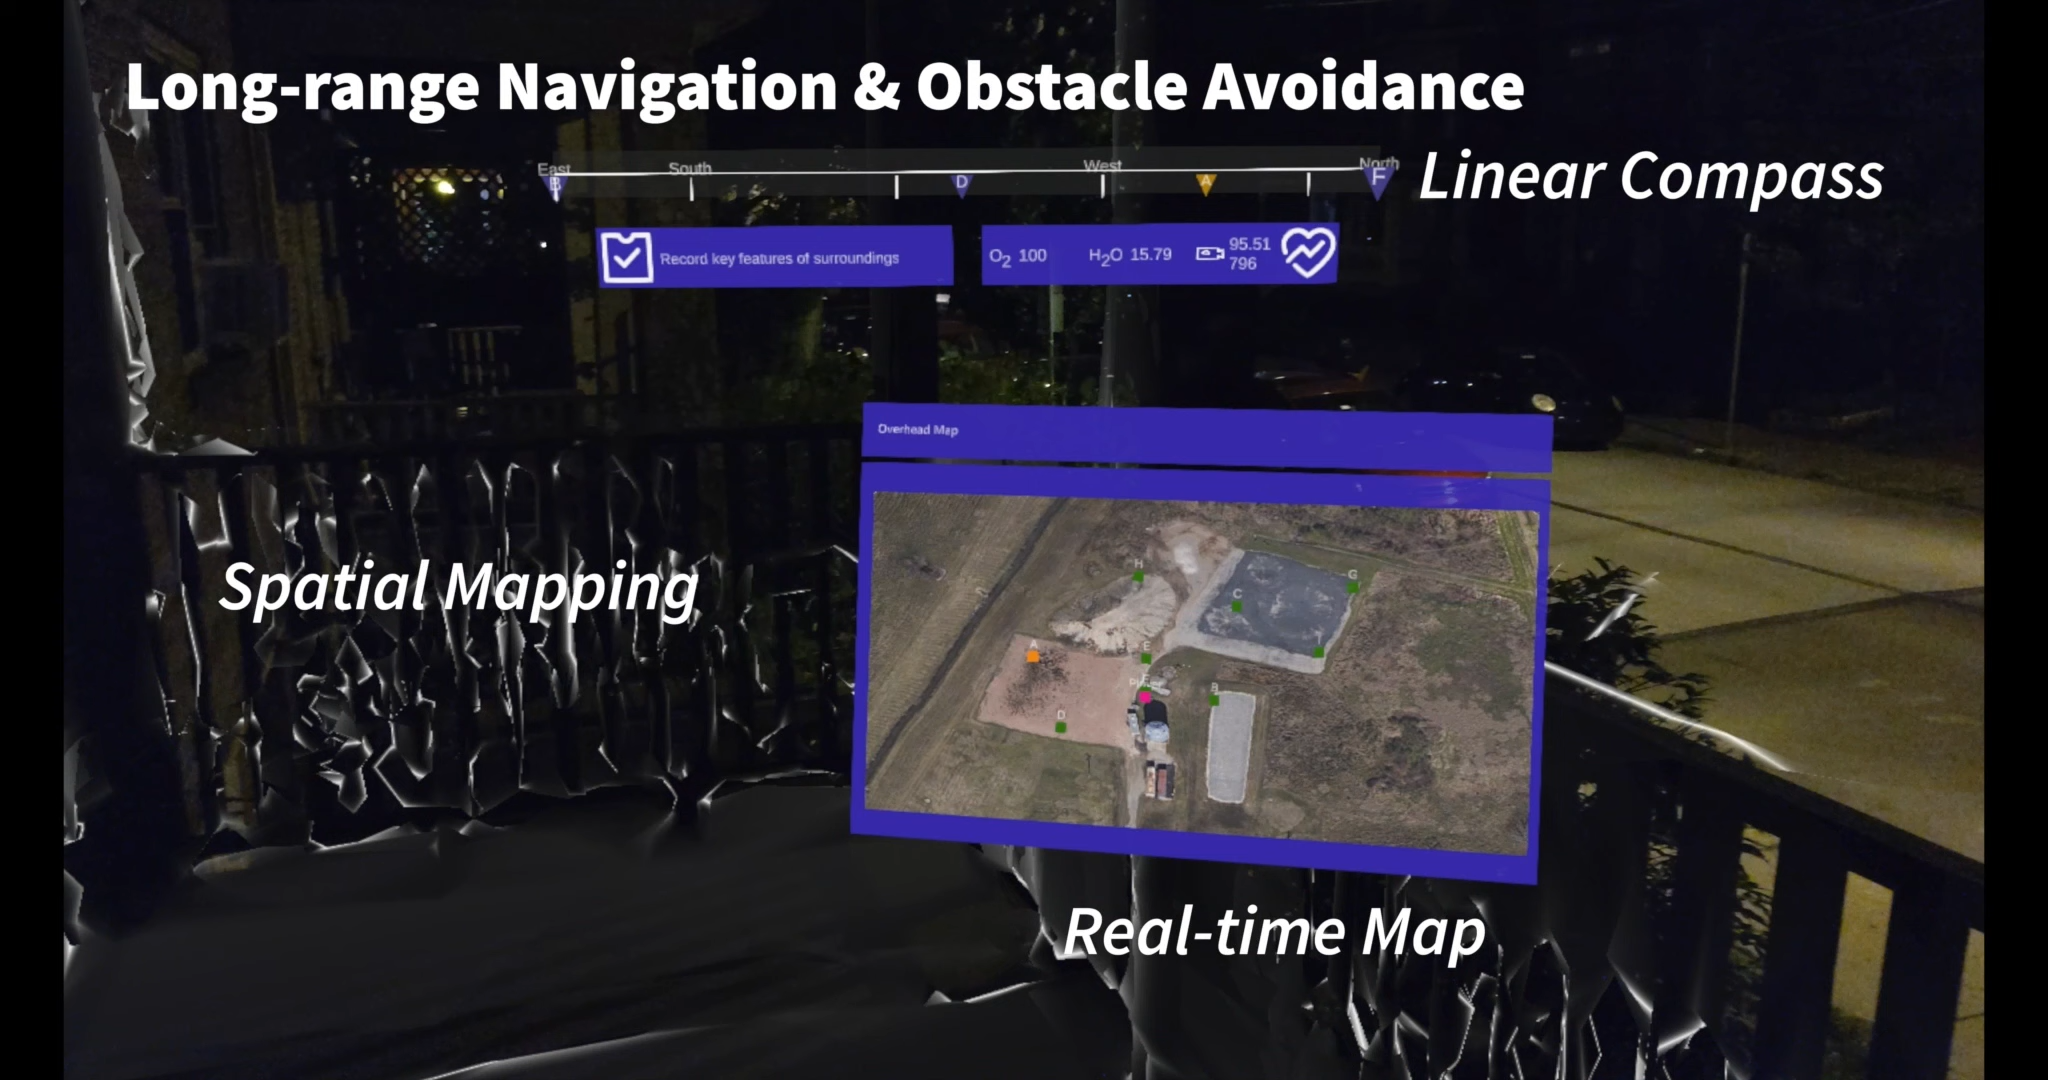 Long-range Navigation & Obstacle Avoidance
East South West North
B D A F
Linear Compass
Record key features of surroundings
O2 100 H2O 15.79 95.51
796
Overhead Map
H
G
C
I
A
E
F
B
D
Spatial Mapping
Real-time Map